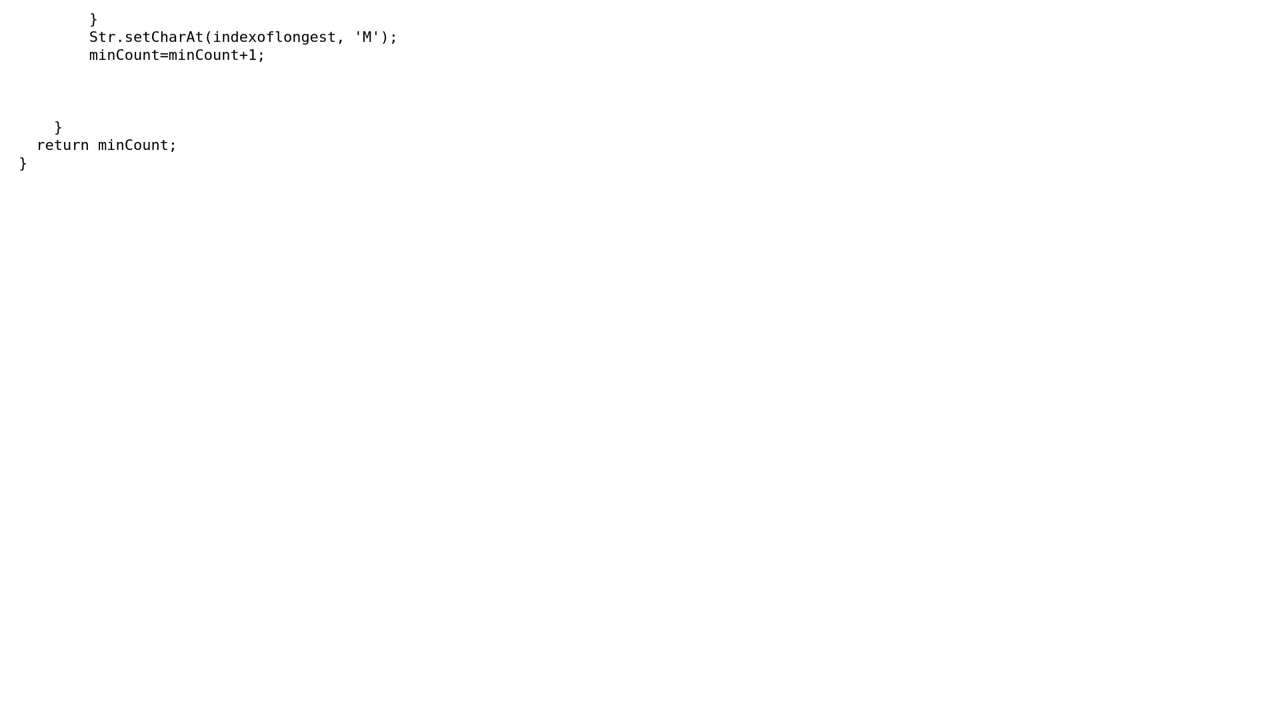 }
Str.setCharAt(indexoflongest, 'M');
minCount=minCount+1;
}
return minCount;
}